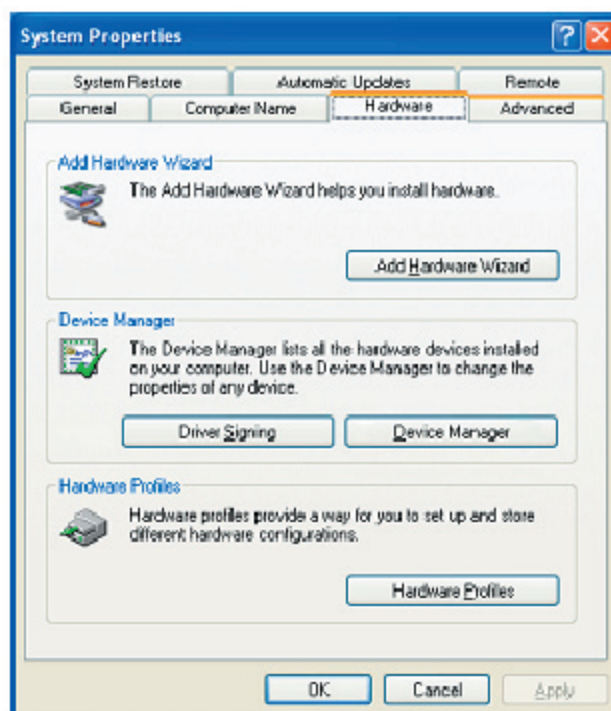 System Properties
System Restore Automatic Updates Remote
General Computer Name Hardware Advanced
Add Hardware Wizard
The Add Hardware Wizard helps you install hardware.
Add Hardware Wizard
Device Manager
The Device Manager lists all the hardware devices installed
on your computer. Use the Device Manager to change the
properties of any device.
Driver Signing Device Manager
Hardware Profiles
Hardware profiles provide a way for you to set up and store
different hardware configurations.
Hardware Profiles
OK Cancel Apply